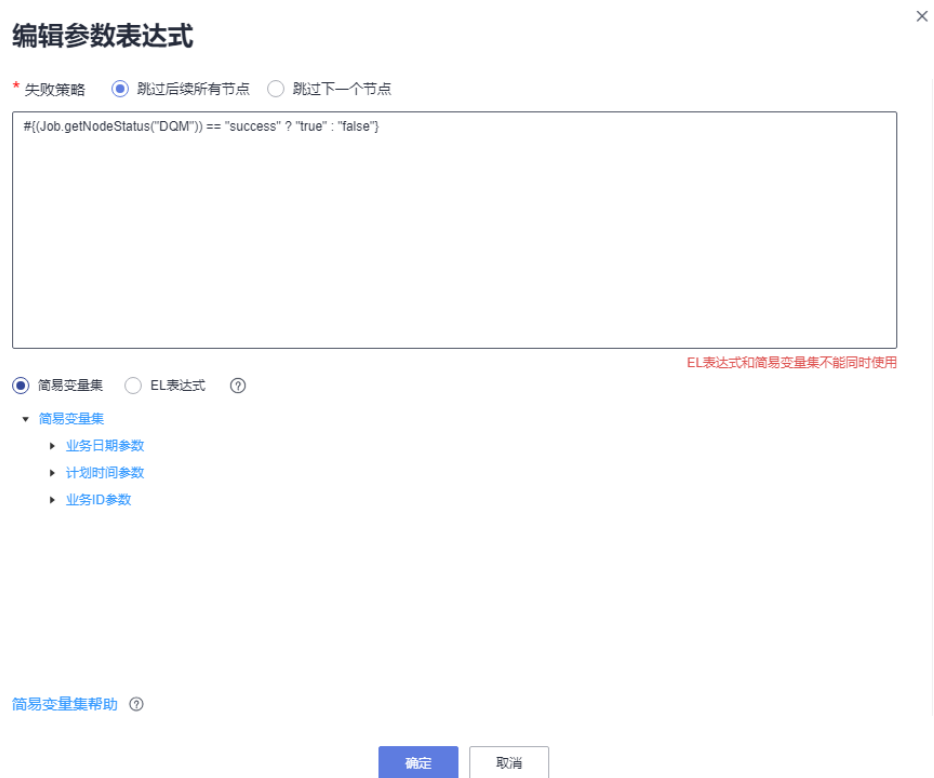 编辑参数表达式
* 失败策略 跳过后续所有节点 跳过下一个节点
#{(Job.getNodeStatus("DQM")) == "success" ? "true" : "false"}
EL表达式和简易变量集不能同时使用
简易变量集 EL表达式 ?
简易变量集
业务日期参数
计划时间参数
业务ID参数
简易变量集帮助 ?
确定 取消